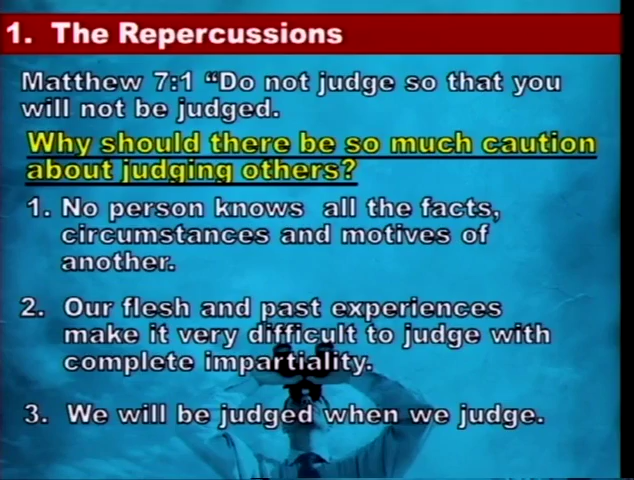 1. The Repercussions
Matthew 7:1 “Do not judge so that you
will not be judged.
Why should there be so much caution
about judging others?
1. No person knows all the facts,
circumstances and motives of
another.
2. Our flesh and past experiences
make it very difficult to judge with
complete impartiality.
3. We will be judged when we judge.